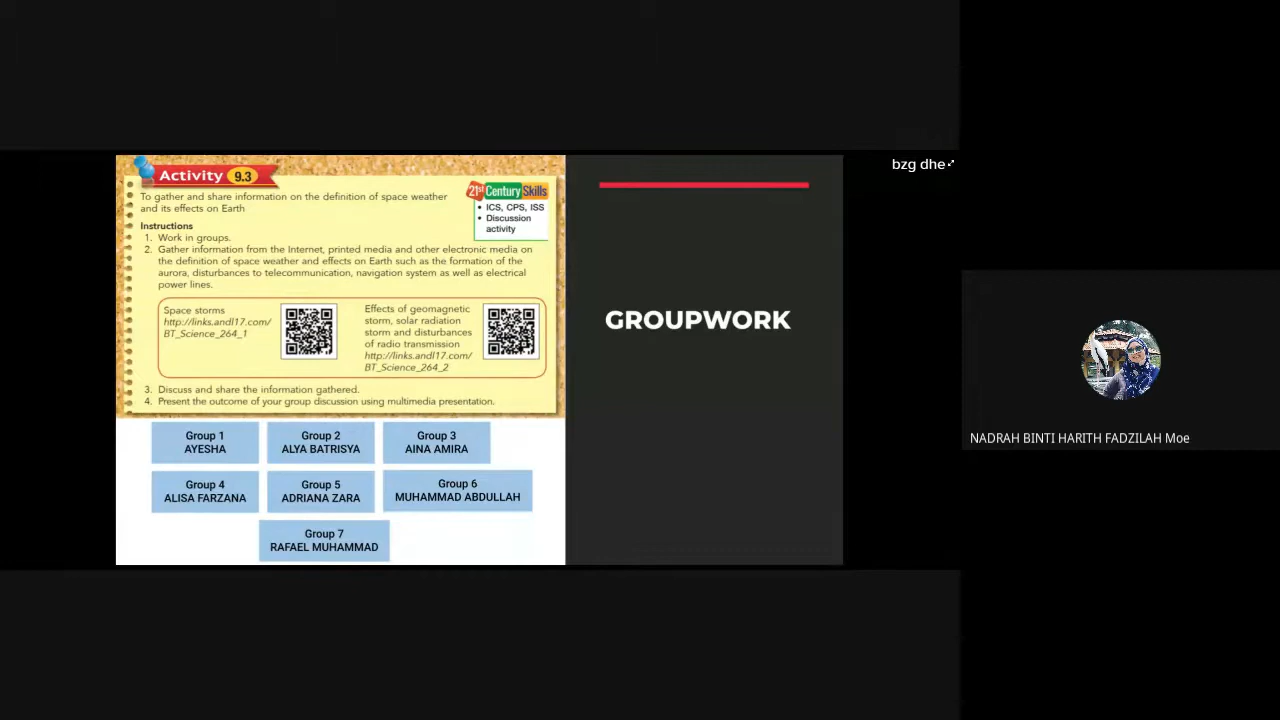 Activity 9.3
To gather and share information on the definition of space weather
and its effects on Earth
21st Century Skills
• ICS, CPS, ISS
• Discussion
activity
Instructions
1. Work in groups.
2. Gather information from the Internet, printed media and other electronic media on
the definition of space weather and effects on Earth such as the formation of the
aurora, disturbances to telecommunication, navigation system as well as electrical
power lines.
Space storms
http://links.andl17.com/
BT_Science_264_1
Effects of geomagnetic
storm, solar radiation
storm and disturbances
of radio transmission
http://links.andl17.com/
BT_Science_264_2
3. Discuss and share the information gathered.
4. Present the outcome of your group discussion using multimedia presentation.
Group 1
AYESHA
Group 2
ALYA BATRISYA
Group 3
AINA AMIRA
Group 4
ALISA FARZANA
Group 5
ADRIANA ZARA
Group 6
MUHAMMAD ABDULLAH
Group 7
RAFAEL MUHAMMAD
GROUPWORK
bzg dhe
NADRAH BINTI HARITH FADZILAH Moe